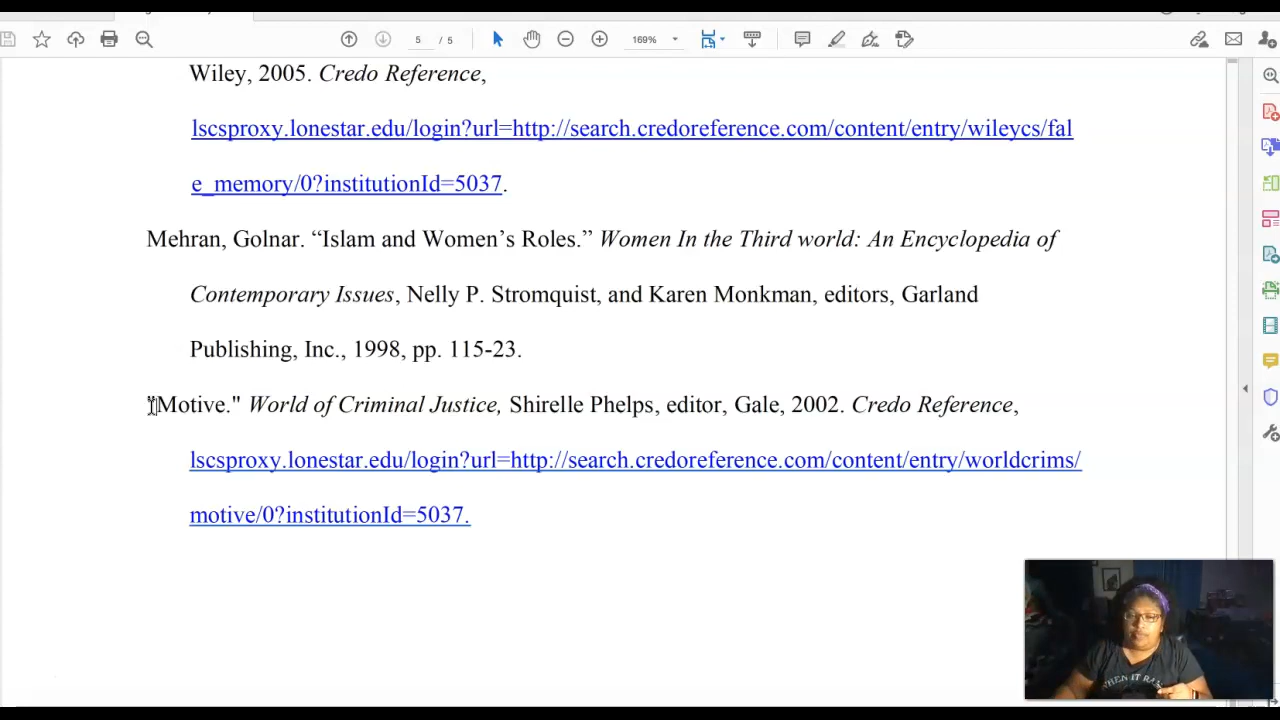 5 / 5
169%
Wiley, 2005. Credo Reference,
lscsproxy.lonestar.edu/login?url=http://search.credoreference.com/content/entry/wileycs/fal
e_memory/0?institutionId=5037.
Mehran, Golnar. “Islam and Women’s Roles.” Women In the Third world: An Encyclopedia of
Contemporary Issues, Nelly P. Stromquist, and Karen Monkman, editors, Garland
Publishing, Inc., 1998, pp. 115-23.
"Motive." World of Criminal Justice, Shirelle Phelps, editor, Gale, 2002. Credo Reference,
lscsproxy.lonestar.edu/login?url=http://search.credoreference.com/content/entry/worldcrims/
motive/0?institutionId=5037.
WHEN IT